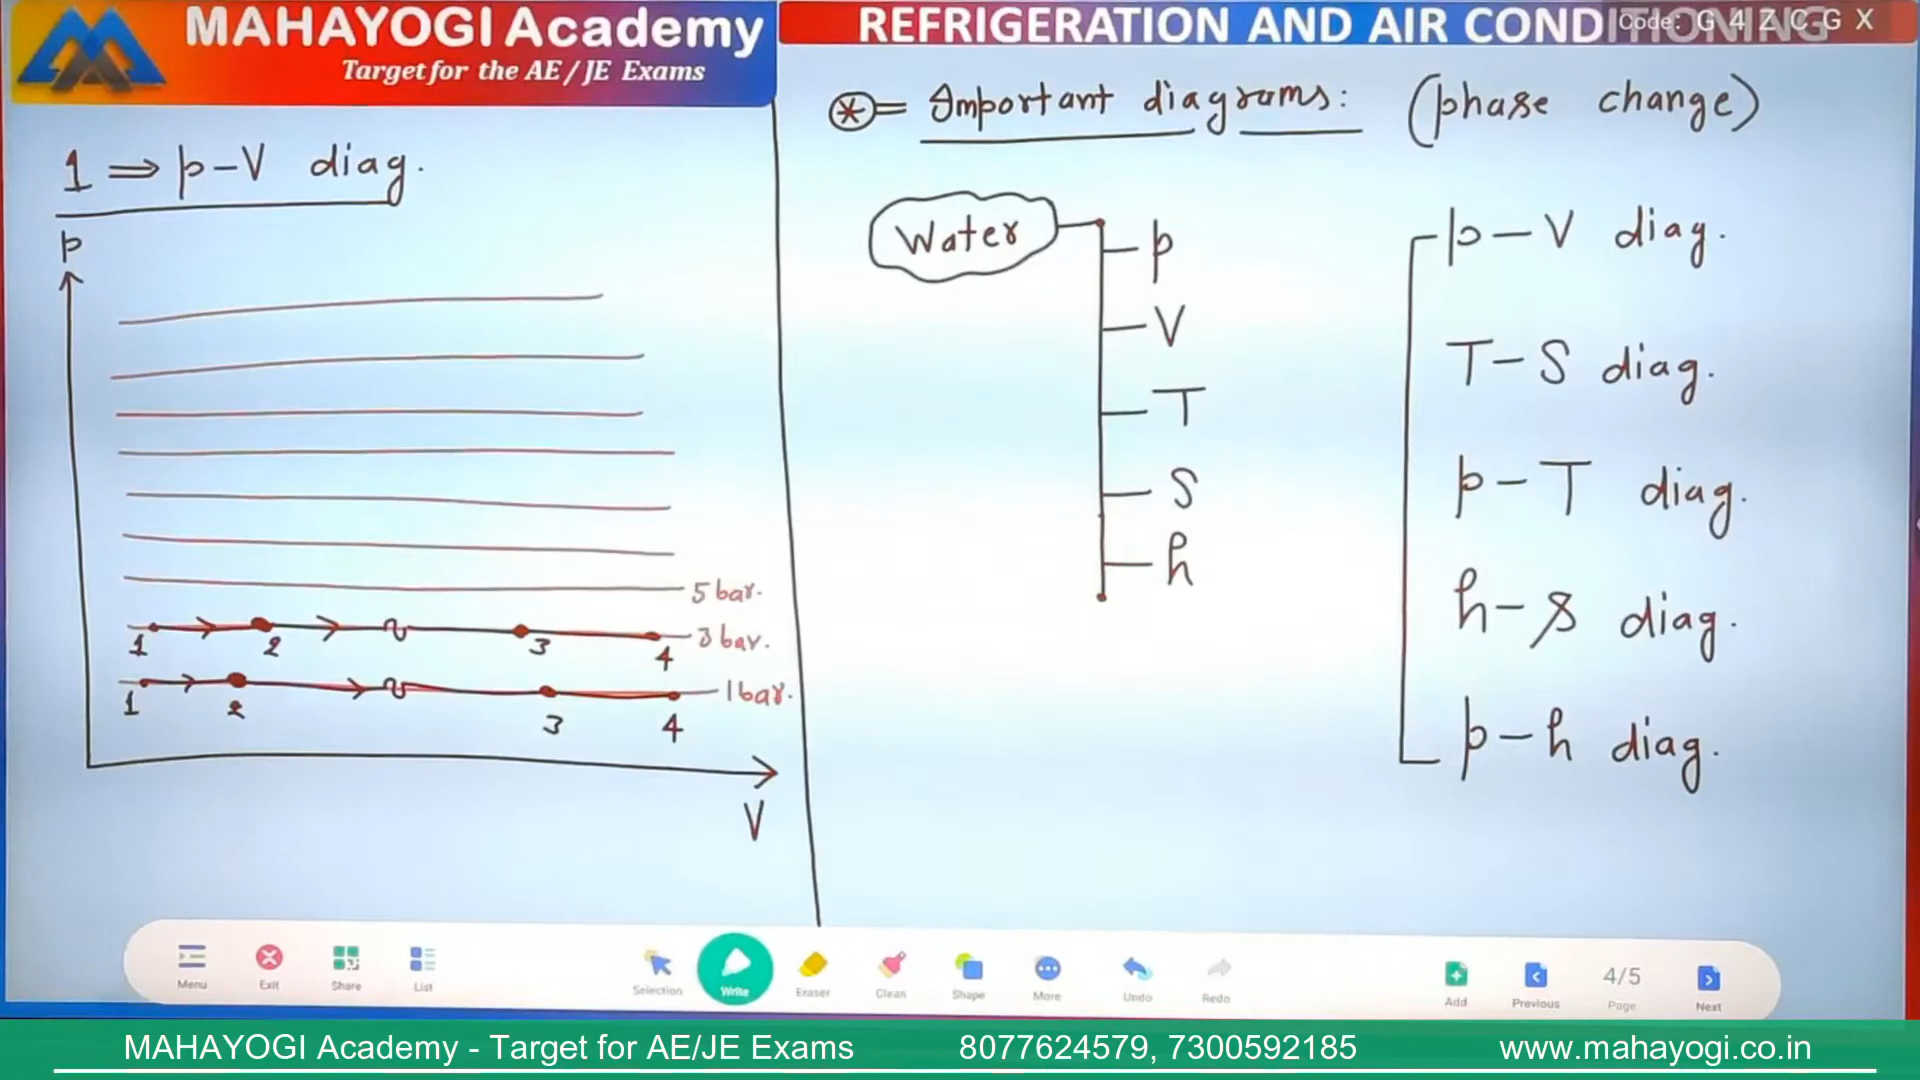 MAHAYOGI Academy
Target for the AE / JE Exams
REFRIGERATION AND AIR CONDITIONING
Code: G 4 Z C G X
1 ⇒ p-V diag.
p
5 bar.
3 bar.
1 2 3 4
1 bar.
1 2 3 4
V
* = Important diagrams: (phase change)
Water
p
V
T
S
h
p-V diag.
T-S diag.
p-T diag.
h-s diag.
p-h diag.
Menu
Exit
Share
List
Selection
Write
Eraser
Clean
Shape
More
Undo
Redo
Add
Previous
4/5
Page
Next
MAHAYOGI Academy - Target for AE/JE Exams 8077624579, 7300592185 www.mahayogi.co.in